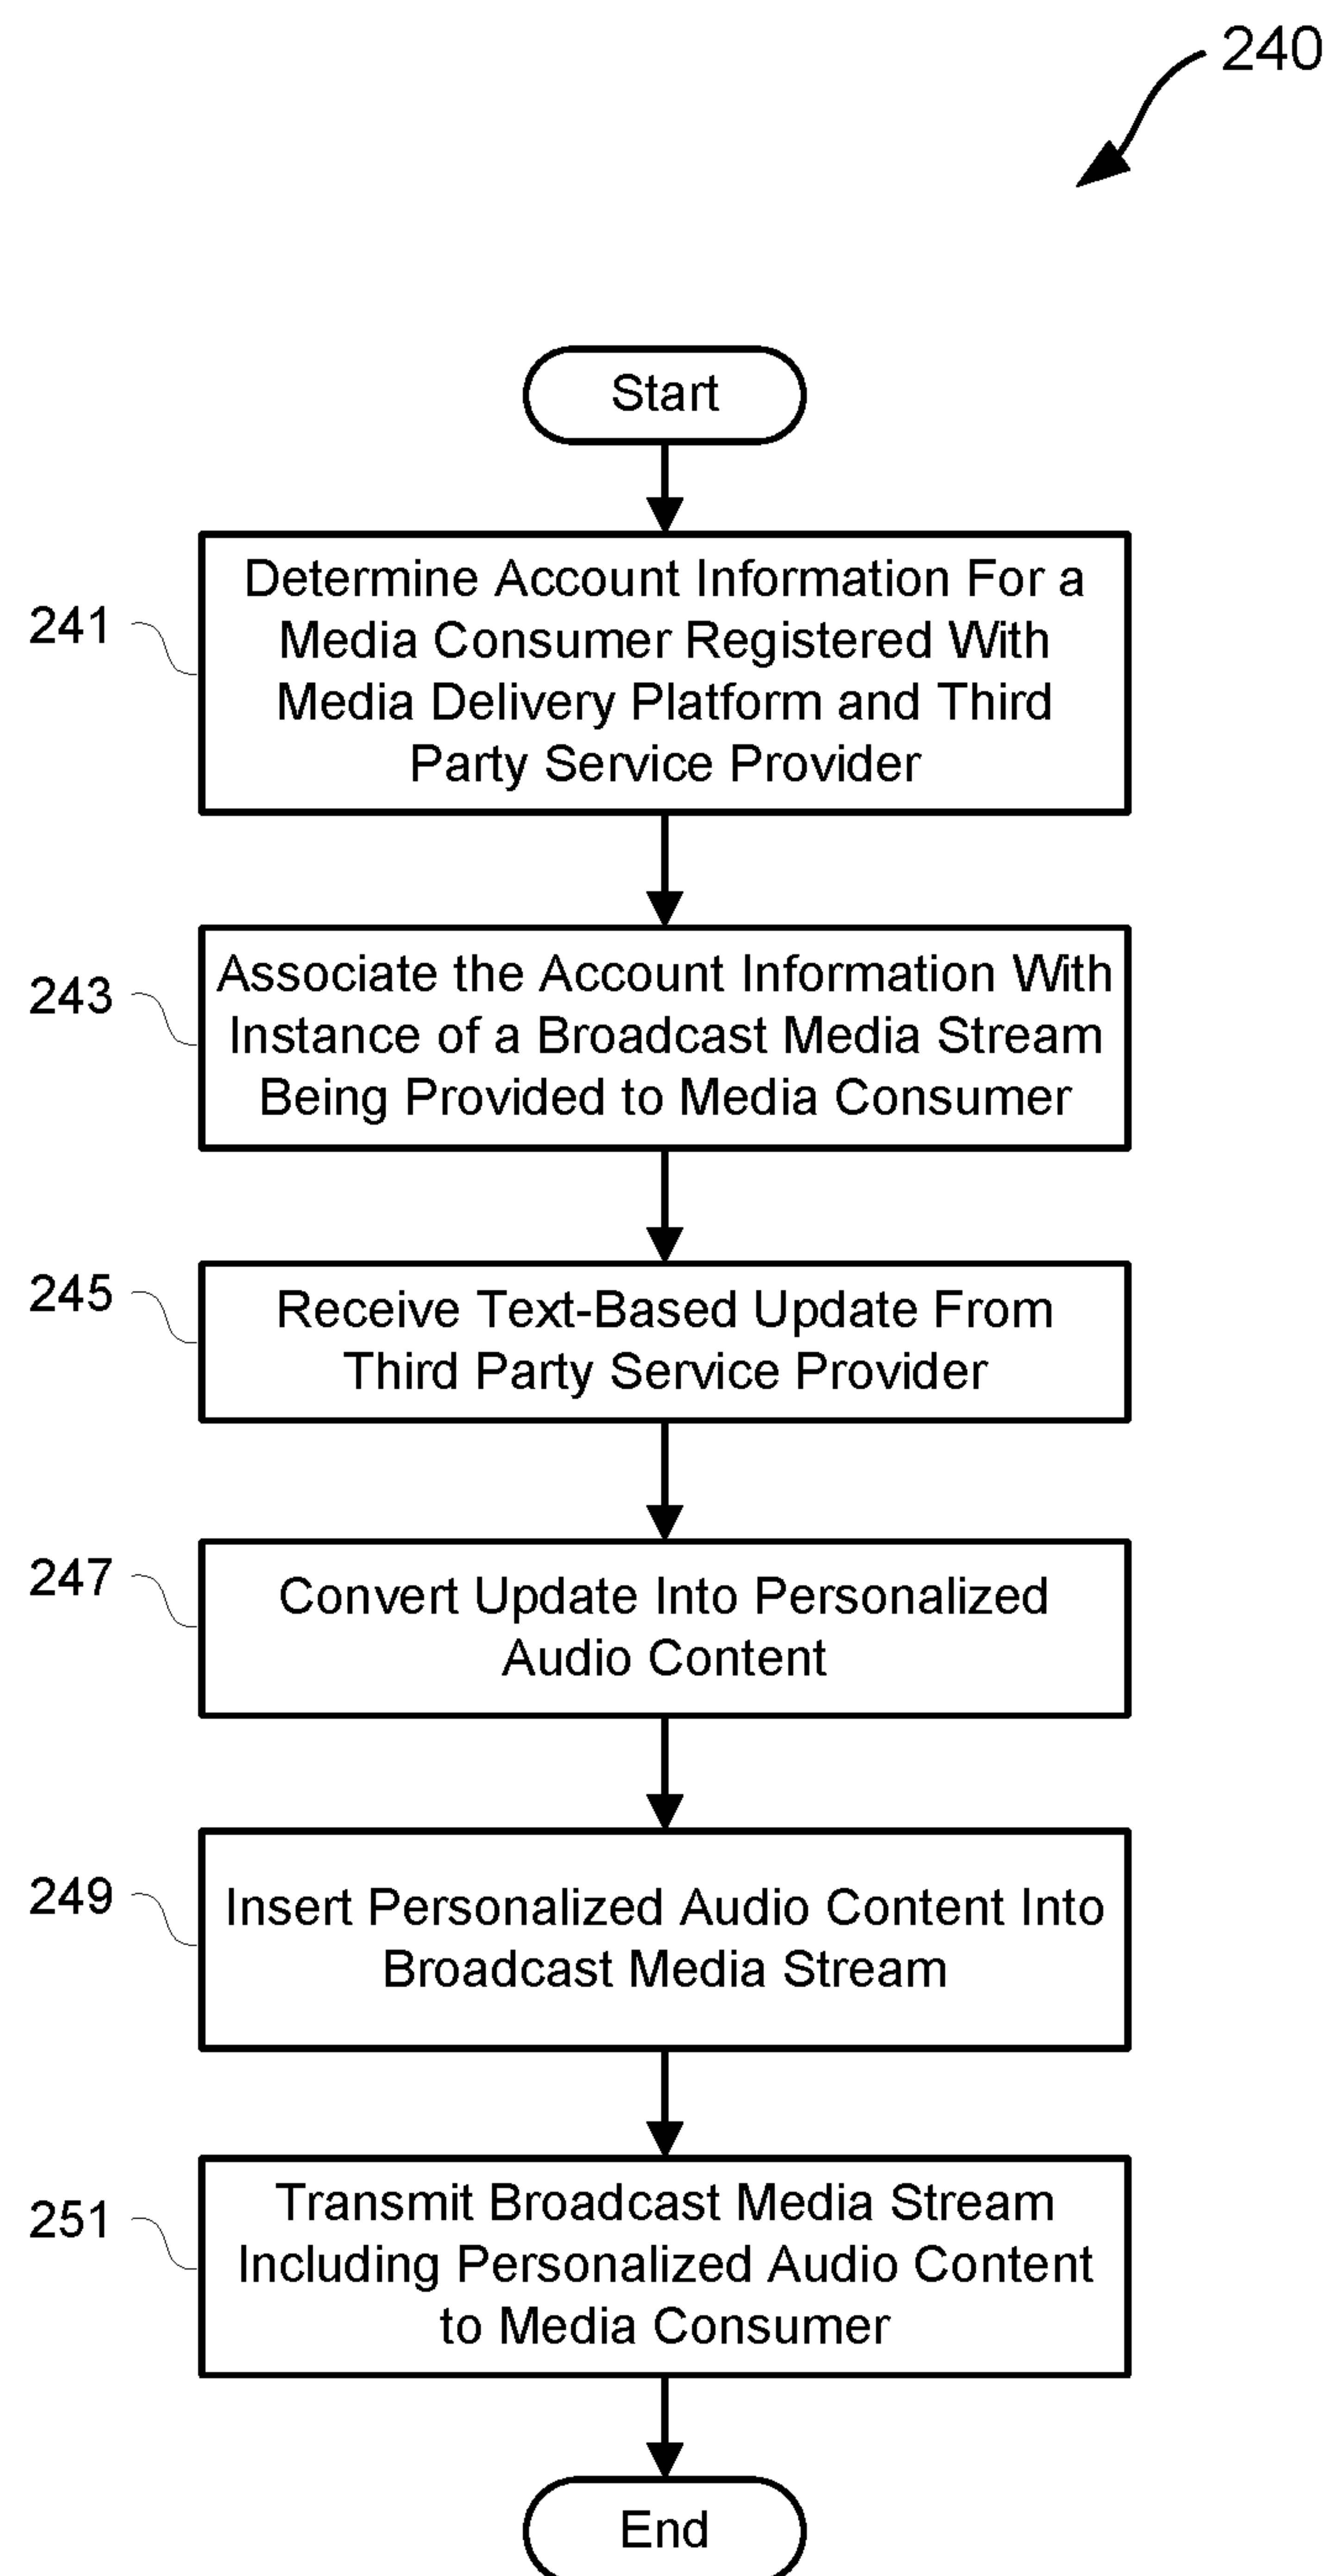 240
Start
241
Determine Account Information For a
Media Consumer Registered With
Media Delivery Platform and Third
Party Service Provider
243
Associate the Account Information With
Instance of a Broadcast Media Stream
Being Provided to Media Consumer
245
Receive Text-Based Update From
Third Party Service Provider
247
Convert Update Into Personalized
Audio Content
249
Insert Personalized Audio Content Into
Broadcast Media Stream
251
Transmit Broadcast Media Stream
Including Personalized Audio Content
to Media Consumer
End